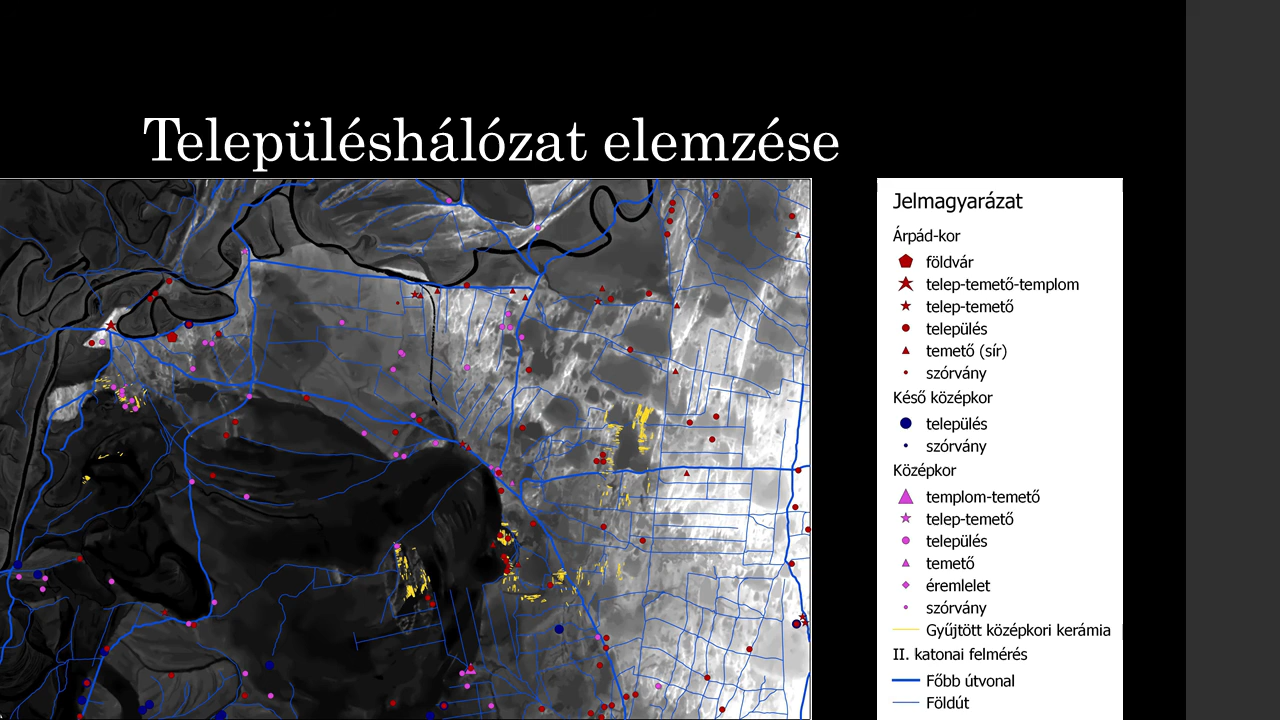 Településhálózat elemzése
Jelmagyarázat
Árpád-kor
földvár
telep-temető-templom
telep-temető
település
temető (sír)
szórvány
Késő középkor
település
szórvány
Középkor
templom-temető
telep-temető
település
temető
éremlelet
szórvány
Gyűjtött középkori kerámia
II. katonai felmérés
Főbb útvonal
Földút